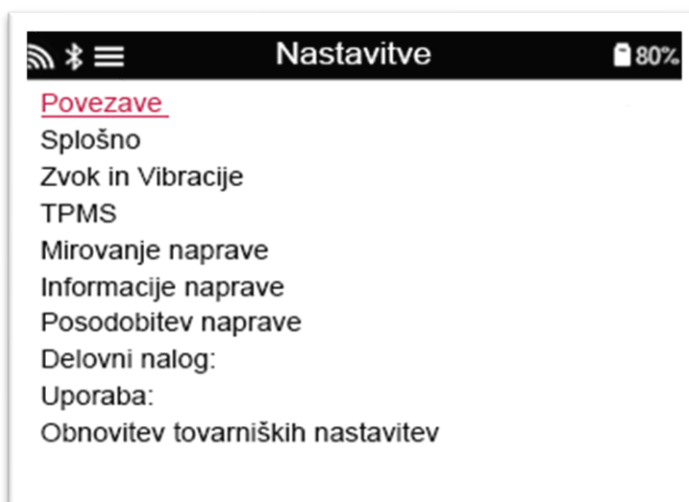 Nastavitve 80%
Povezave
Splošno
Zvok in Vibracije
TPMS
Mirovanje naprave
Informacije naprave
Posodobitev naprave
Delovni nalog:
Uporaba:
Obnovitev tovarniških nastavitev